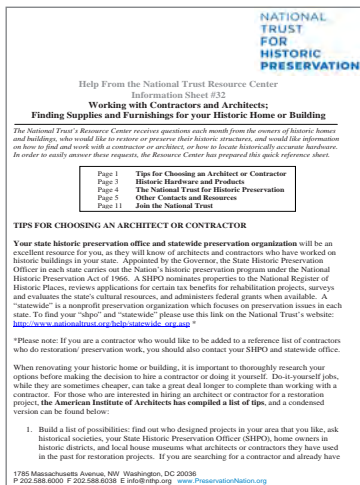 NATIONAL
TRUST
FOR
HISTORIC
PRESERVATION
Help From the National Trust Resource Center
Information Sheet #32
Working with Contractors and Architects;
Finding Supplies and Furnishings for your Historic Home or Building
The National Trust's Resource Center receives questions each month from the owners of historic homes
and buildings, who would like to restore or preserve their historic structures, and would like information
on how to find and work with a contractor or architect, or how to locate historically accurate hardware.
In order to easily answer these requests, the Resource Center has prepared this quick reference sheet.
Page 1 Tips for Choosing an Architect or Contractor
Page 3 Historic Hardware and Products
Page 4 The National Trust for Historic Preservation
Page 5 Other Contacts and Resources
Page 11 Join the National Trust
TIPS FOR CHOOSING AN ARCHITECT OR CONTRACTOR
Your state historic preservation office and statewide preservation organization will be an
excellent resource for you, as they will know of architects and contractors who have worked on
historic buildings in your state. Appointed by the Governor, the State Historic Preservation
Officer in each state carries out the Nation's historic preservation program under the National
Historic Preservation Act of 1966. A SHPO nominates properties to the National Register of
Historic Places, reviews applications for certain tax benefits for rehabilitation projects, surveys
and evaluates the state's cultural resources, and administers federal grants when available. A
"statewide" is a nonprofit preservation organization which focuses on preservation issues in each
state. To find your "shpo" and "statewide" please use this link on the National Trust's website:
http://www.nationaltrust.org/help/statewide_org.asp *
*Please note: If you are a contractor who would like to be added to a reference list of contractors
who do restoration/ preservation work, you should also contact your SHPO and statewide office.
When renovating your historic home or building, it is important to thoroughly research your
options before making the decision to hire a contractor or doing it yourself. Do-it-yourself jobs,
while they are sometimes cheaper, can take a great deal longer to complete than working with a
contractor. For those who are interested in hiring an architect or contractor for a restoration
project, the American Institute of Architects has compiled a list of tips, and a condensed
version can be found below:
1. Build a list of possibilities: find out who designed projects in your area that you like, ask
historical societies, your State Historic Preservation Officer (SHPO), home owners in
historic districts, and local house museums what architects or contractors they have used
in the past for restoration projects. If you are searching for a contractor and already have
1785 Massachusetts Avenue, NW Washington, DC 20036
P 202.588.6000 F 202.588.6038 E info@nthp.org www.PreservationNation.org